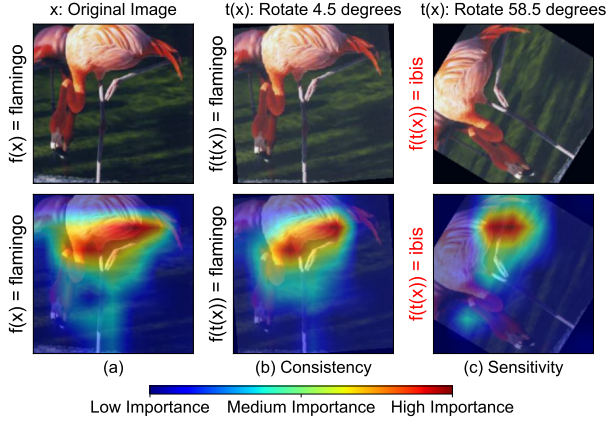 x: Original Image
t(x): Rotate 4.5 degrees
t(x): Rotate 58.5 degrees
f(x) = flamingo
f(t(x)) = flamingo
f(t(x)) = ibis
f(x) = flamingo
f(t(x)) = flamingo
f(t(x)) = ibis
(a)
(b) Consistency
(c) Sensitivity
Low Importance
Medium Importance
High Importance